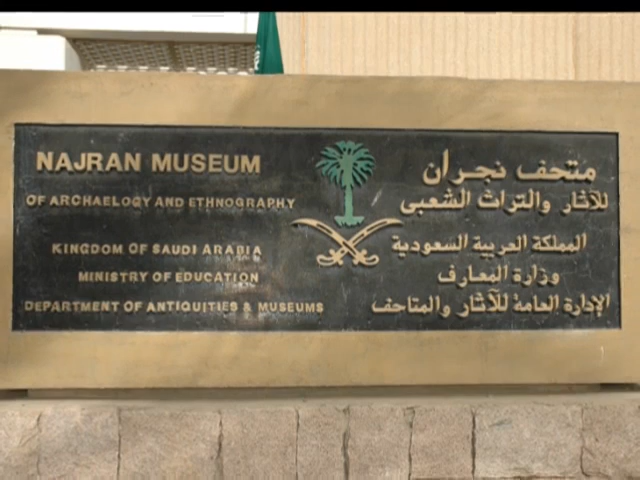 NAJRAN MUSEUM
OF ARCHAELOGY AND ETHNOGRAPHY
KINGDOM OF SAUDI ARABIA
MINISTRY OF EDUCATION
DEPARTMENT OF ANTIQUITIES & MUSEUMS
متحف نجران
للآثار والتراث الشعبى
المملكة العربية السعودية
وزارة المعارف
الإدارة العامة للآثار والمتاحف